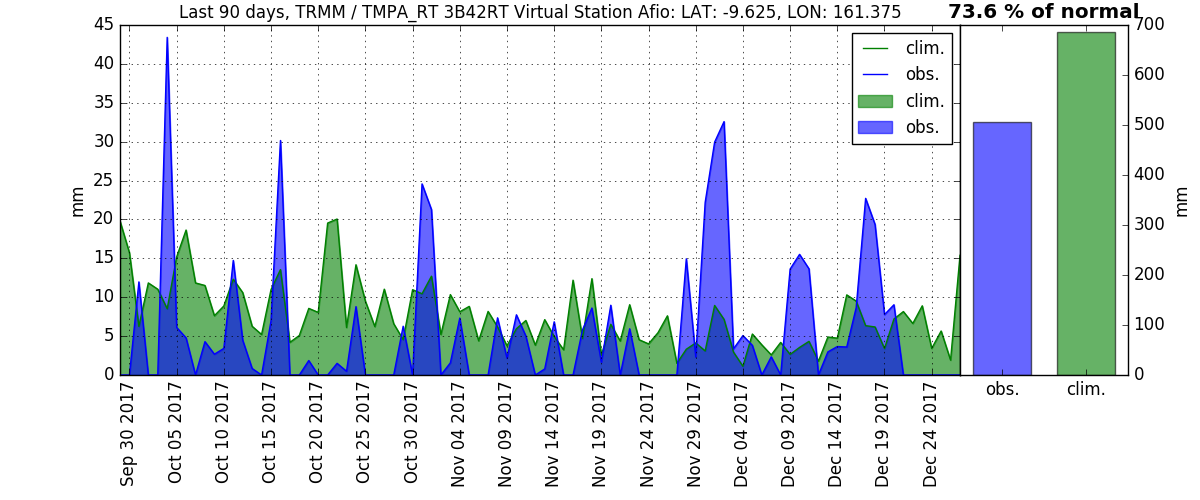 Last 90 days, TRMM / TMPA_RT 3B42RT Virtual Station Afio: LAT: -9.625, LON: 161.375
73.6 % of normal
45
40
35
30
25
20
15
10
5
0
mm
clim.
obs.
clim.
obs.
Sep 30 2017
Oct 05 2017
Oct 10 2017
Oct 15 2017
Oct 20 2017
Oct 25 2017
Oct 30 2017
Nov 04 2017
Nov 09 2017
Nov 14 2017
Nov 19 2017
Nov 24 2017
Nov 29 2017
Dec 04 2017
Dec 09 2017
Dec 14 2017
Dec 19 2017
Dec 24 2017
700
600
500
400
300
200
100
0
mm
obs.
clim.